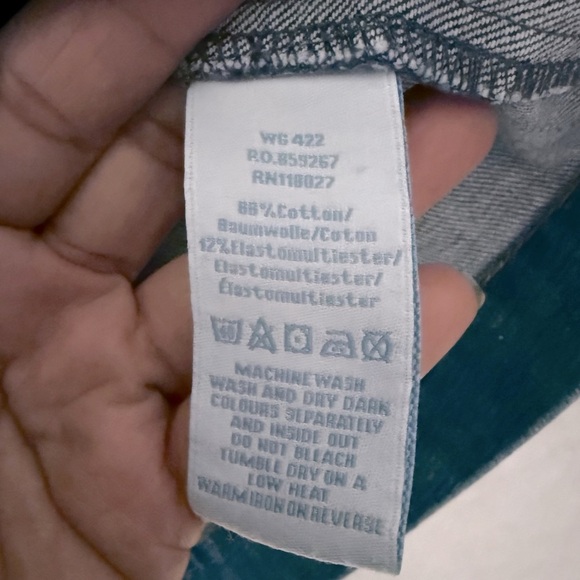 WG 422
P.O.859267
RN118027
88%Cotton/
Baumwolle/Coton
12%Elastomultiester/
Elastomultiester/
Élastomultiester
40
MACHINE WASH
WASH AND DRY DARK
COLOURS SEPARATELY
AND INSIDE OUT
DO NOT BLEACH
TUMBLE DRY ON A
LOW HEAT
WARM IRON ON REVERSE